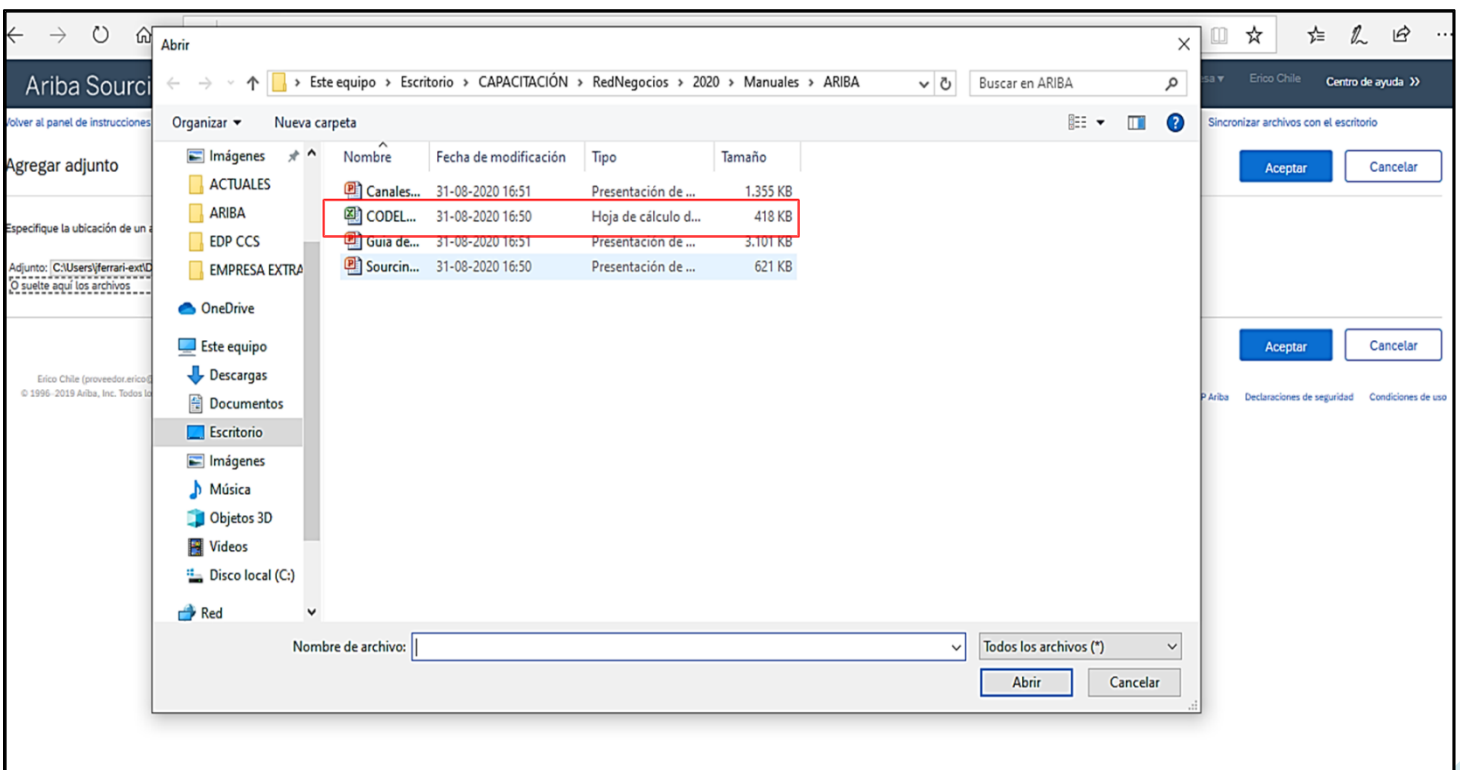 Abrir
Ariba Sourci
Este equipo > Escritorio > CAPACITACIÓN > RedNegocios > 2020 > Manuales > ARIBA
Buscar en ARIBA
Erico Chile
Centro de ayuda >>
Volver al panel de instrucciones
Organizar
Nueva carpeta
Sincronizar archivos con el escritorio
Agregar adjunto
Aceptar
Cancelar
Imágenes
ACTUALES
ARIBA
EDP CCS
EMPRESA EXTRA
OneDrive
Este equipo
Descargas
Documentos
Escritorio
Imágenes
Música
Objetos 3D
Videos
Disco local (C:)
Red
Nombre Fecha de modificación Tipo Tamaño
Canales... 31-08-2020 16:51 Presentación de ... 1.355 KB
CODEL... 31-08-2020 16:50 Hoja de cálculo d... 418 KB
Guía de... 31-08-2020 16:51 Presentación de ... 3.101 KB
Sourcin... 31-08-2020 16:50 Presentación de ... 621 KB
Especifique la ubicación de un a
Adjunto: C:\Users\jferrari-ext\D
O suelte aquí los archivos
Aceptar
Cancelar
Erico Chile (proveedor.erico@
© 1996-2019 Ariba, Inc. Todos lo
P Ariba
Declaraciones de seguridad
Condiciones de uso
Nombre de archivo:
Todos los archivos (*)
Abrir
Cancelar